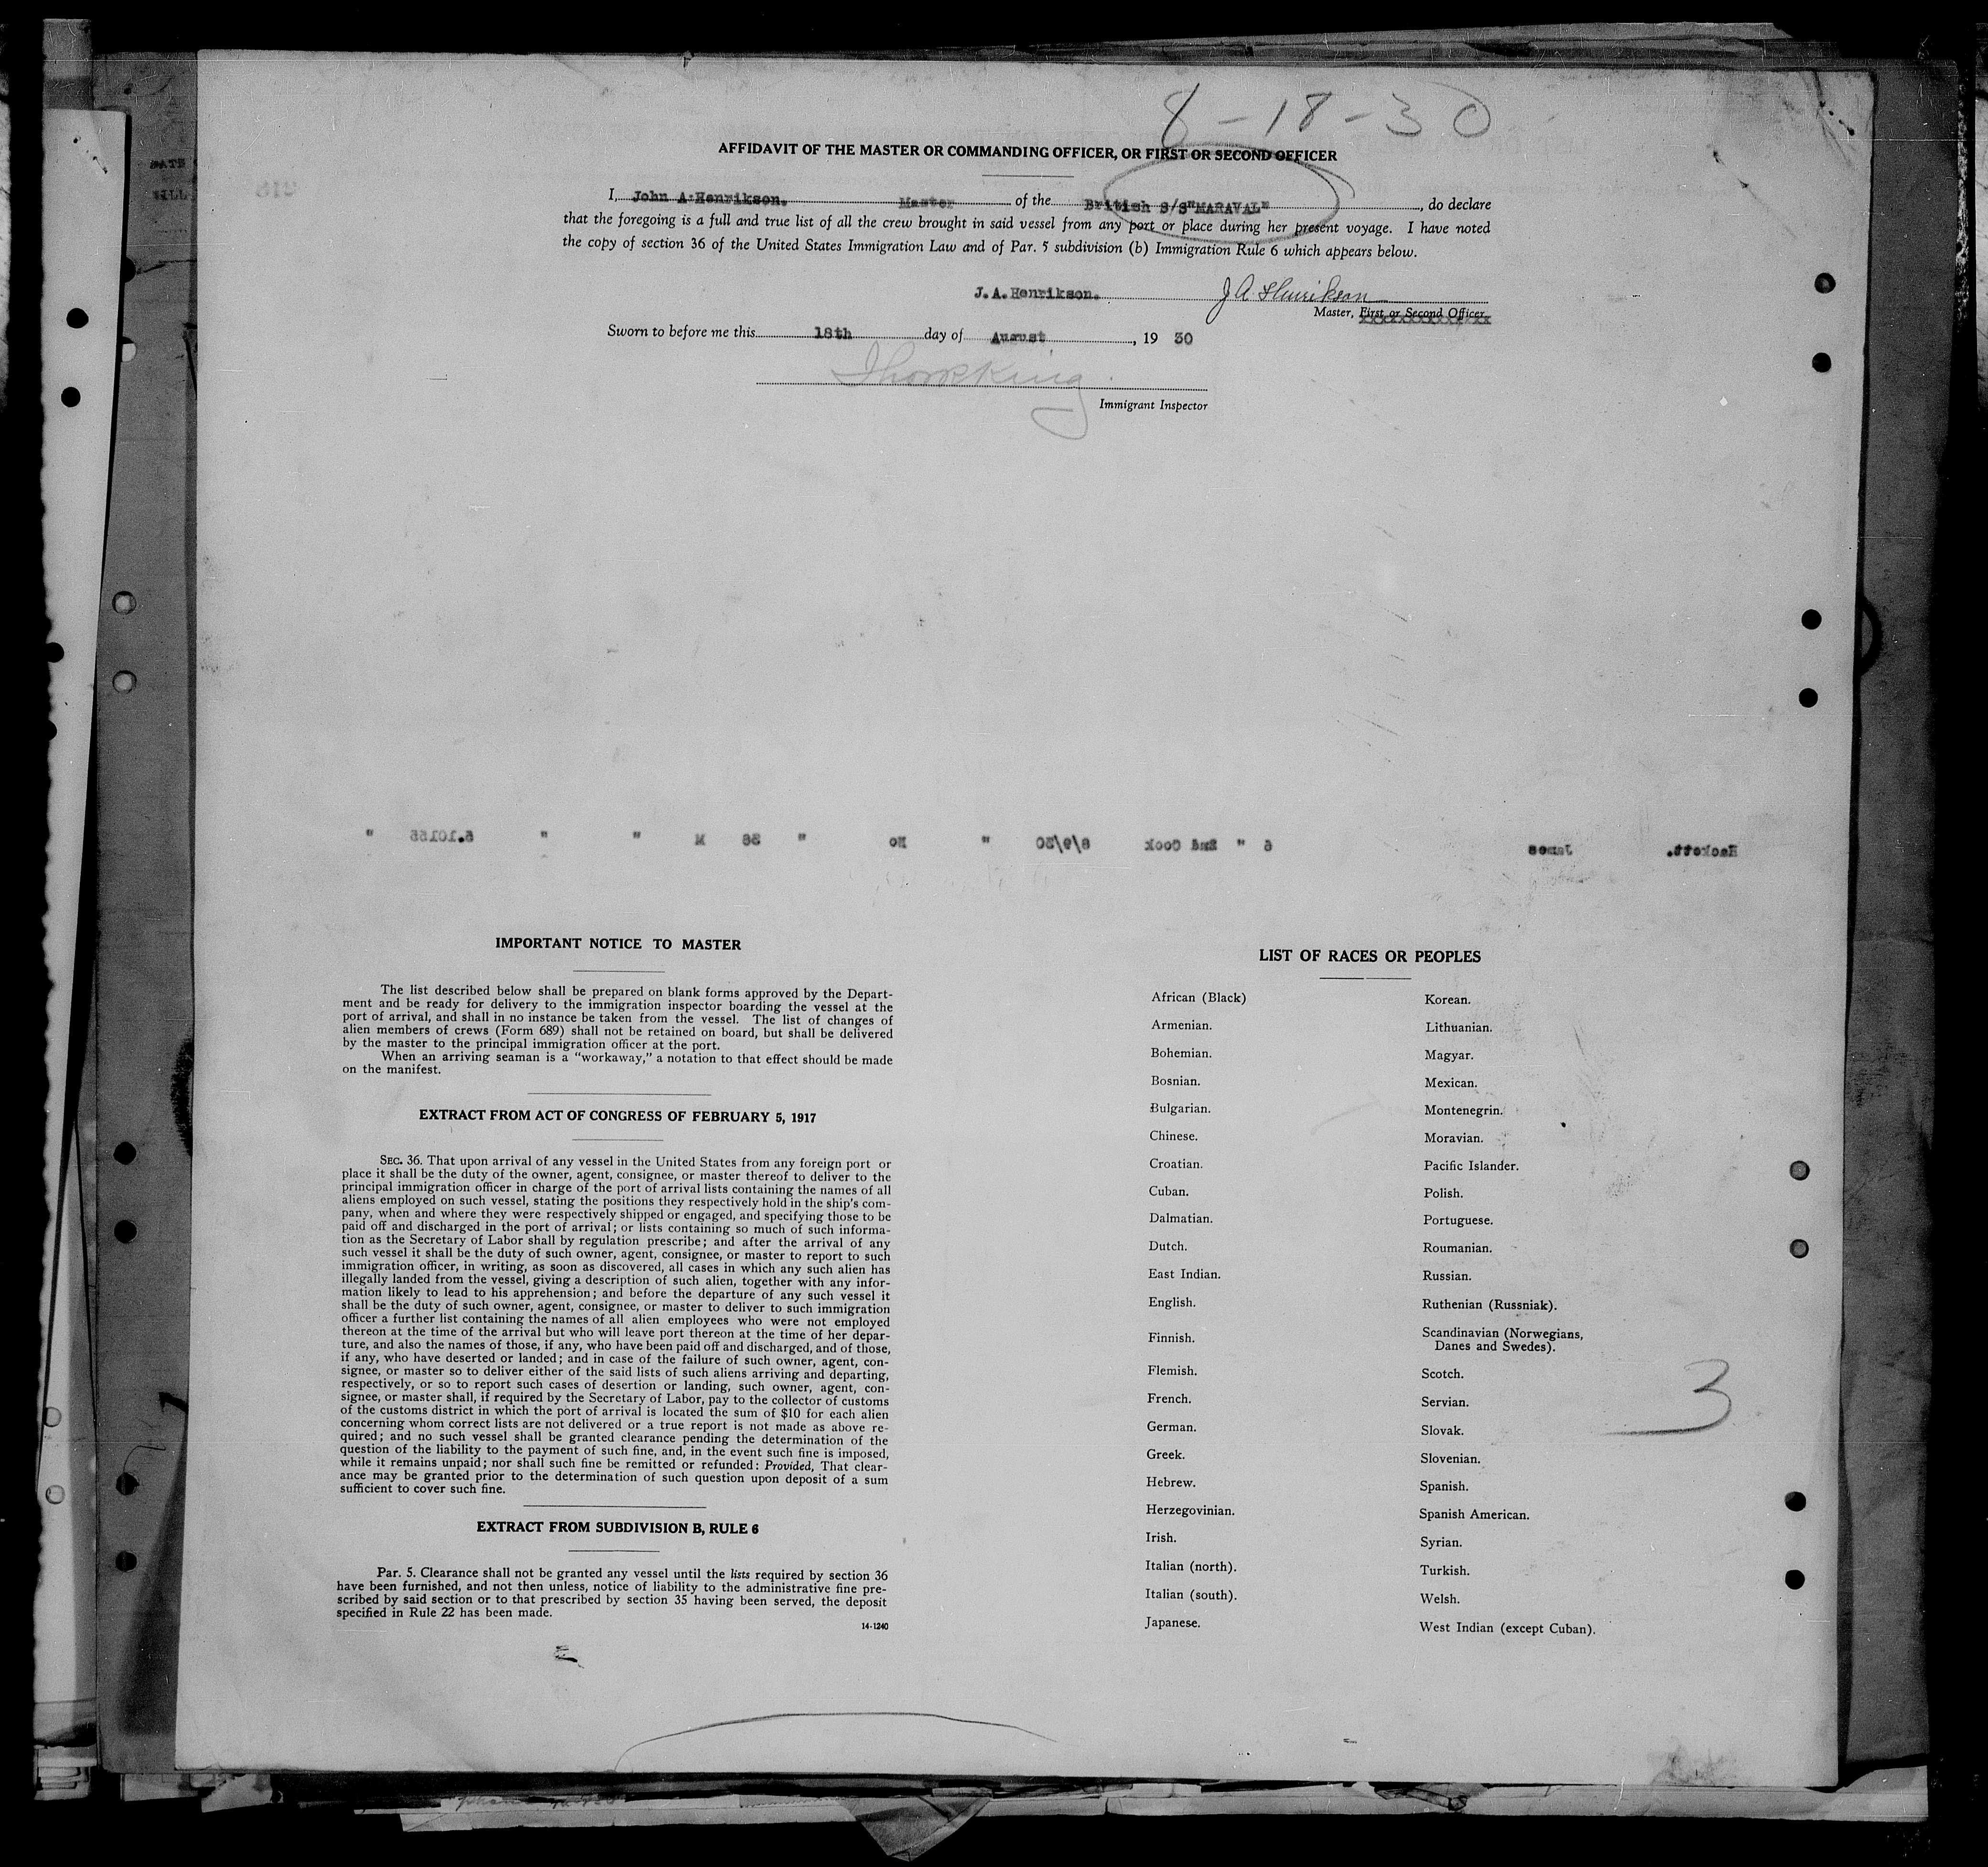 8-18-30
AFFIDAVIT OF THE MASTER OR COMMANDING OFFICER, OR FIRST OR SECOND OFFICER
I, John A. Henrikson. Master of the British S/S"MARAVAL" , do declare
that the foregoing is a full and true list of all the crew brought in said vessel from any port or place during her present voyage. I have noted
the copy of section 36 of the United States Immigration Law and of Par. 5 subdivision (b) Immigration Rule 6 which appears below.
J.A.Henrikson. J A Henrikson
Master, First or Second Officer.
Sworn to before me this 18th day of August , 19 30
Immigrant Inspector
Hackett. James 6 " 2nd Cook 8/9/30 " No " 36 M " " 5.10 155 "
IMPORTANT NOTICE TO MASTER
The list described below shall be prepared on blank forms approved by the Depart-
ment and be ready for delivery to the immigration inspector boarding the vessel at the
port of arrival, and shall in no instance be taken from the vessel. The list of changes of
alien members of crews (Form 689) shall not be retained on board, but shall be delivered
by the master to the principal immigration officer at the port.
When an arriving seaman is a "workaway," a notation to that effect should be made
on the manifest.
EXTRACT FROM ACT OF CONGRESS OF FEBRUARY 5, 1917
SEC. 36. That upon arrival of any vessel in the United States from any foreign port or
place it shall be the duty of the owner, agent, consignee, or master thereof to deliver to the
principal immigration officer in charge of the port of arrival lists containing the names of all
aliens employed on such vessel, stating the positions they respectively hold in the ship's com-
pany, when and where they were respectively shipped or engaged, and specifying those to be
paid off and discharged in the port of arrival; or lists containing so much of such informa-
tion as the Secretary of Labor shall by regulation prescribe; and after the arrival of any
such vessel it shall be the duty of such owner, agent, consignee, or master to report to such
immigration officer, in writing, as soon as discovered, all cases in which any such alien has
illegally landed from the vessel, giving a description of such alien, together with any infor-
mation likely to lead to his apprehension; and before the departure of any such vessel it
shall be the duty of such owner, agent, consignee, or master to deliver to such immigration
officer a further list containing the names of all alien employees who were not employed
thereon at the time of the arrival but who will leave port thereon at the time of her depar-
ture, and also the names of those, if any, who have been paid off and discharged, and of those,
if any, who have deserted or landed; and in case of the failure of such owner, agent, con-
signee, or master so to deliver either of the said lists of such aliens arriving and departing,
respectively, or so to report such cases of desertion or landing, such owner, agent, con-
signee, or master shall, if required by the Secretary of Labor, pay to the collector of customs
of the customs district in which the port of arrival is located the sum of $10 for each alien
concerning whom correct lists are not delivered or a true report is not made as above re-
quired; and no such vessel shall be granted clearance pending the determination of the
question of the liability to the payment of such fine, and, in the event such fine is imposed,
while it remains unpaid; nor shall such fine be remitted or refunded: Provided, That clear-
ance may be granted prior to the determination of such question upon deposit of a sum
sufficient to cover such fine.
EXTRACT FROM SUBDIVISION B, RULE 6
Par. 5. Clearance shall not be granted any vessel until the lists required by section 36
have been furnished, and not then unless, notice of liability to the administrative fine pre-
scribed by said section or to that prescribed by section 35 having been served, the deposit
specified in Rule 22 has been made.
14-1240
LIST OF RACES OR PEOPLES
African (Black)
Armenian.
Bohemian.
Bosnian.
Bulgarian.
Chinese.
Croatian.
Cuban.
Dalmatian.
Dutch.
East Indian.
English.
Finnish.
Flemish.
French.
German.
Greek.
Hebrew.
Herzegovinian.
Irish.
Italian (north).
Italian (south).
Japanese.
Korean.
Lithuanian.
Magyar.
Mexican.
Montenegrin.
Moravian.
Pacific Islander.
Polish.
Portuguese.
Roumanian.
Russian.
Ruthenian (Russniak).
Scandinavian (Norwegians,
Danes and Swedes).
Scotch.
Servian.
Slovak.
Slovenian.
Spanish.
Spanish American.
Syrian.
Turkish.
Welsh.
West Indian (except Cuban).
3